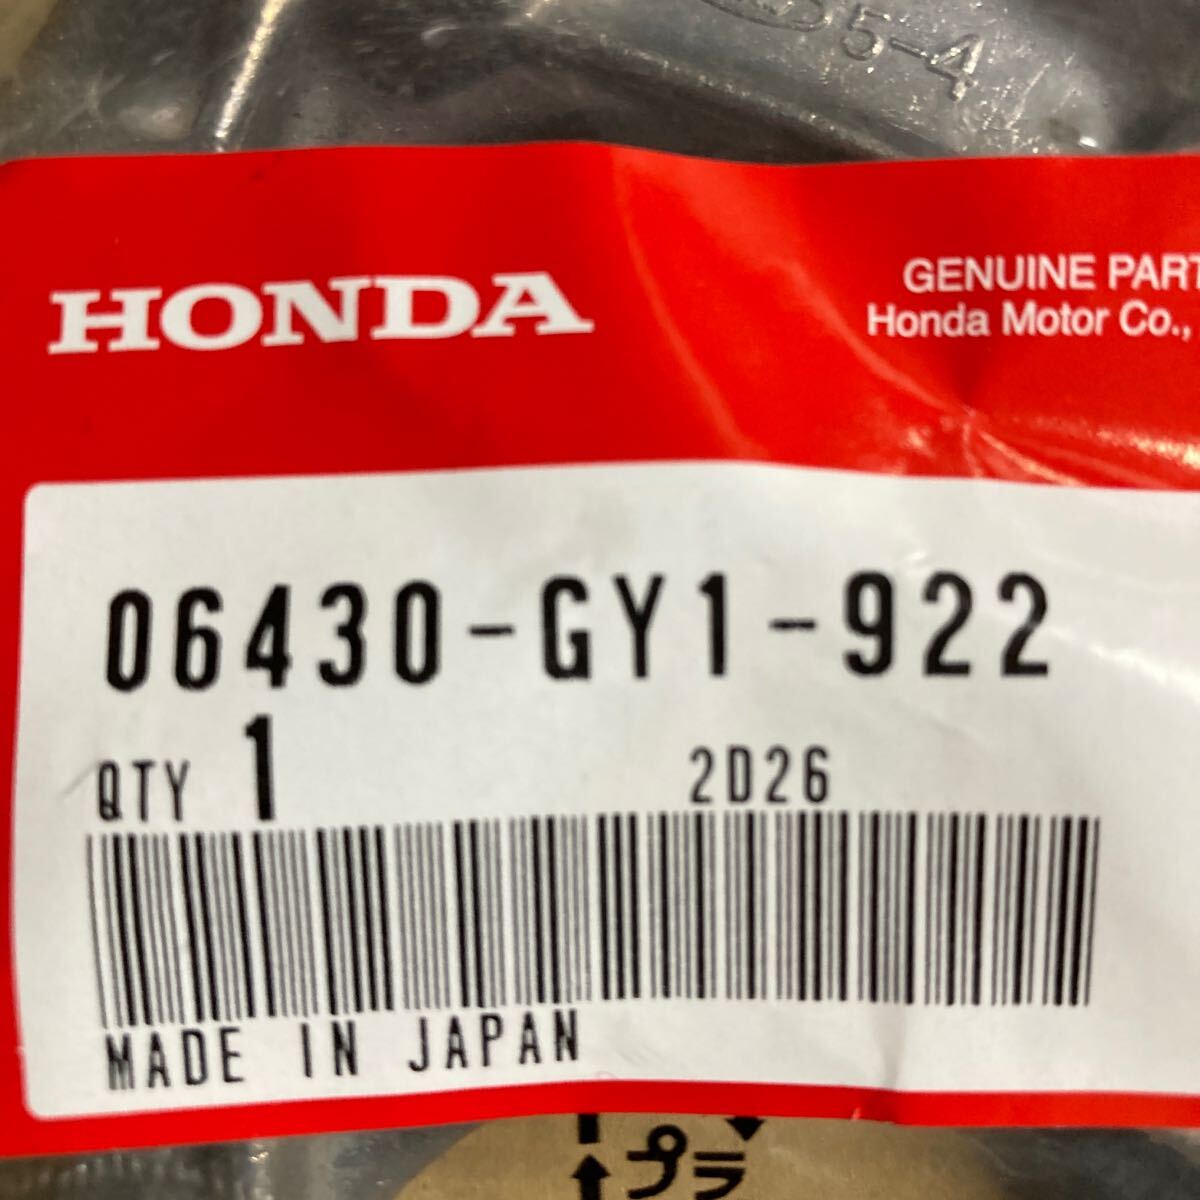 5-4
HONDA
GENUINE PART
Honda Motor Co.,
06430-GY1-922
QTY 1 2D26
MADE IN JAPAN
プラ